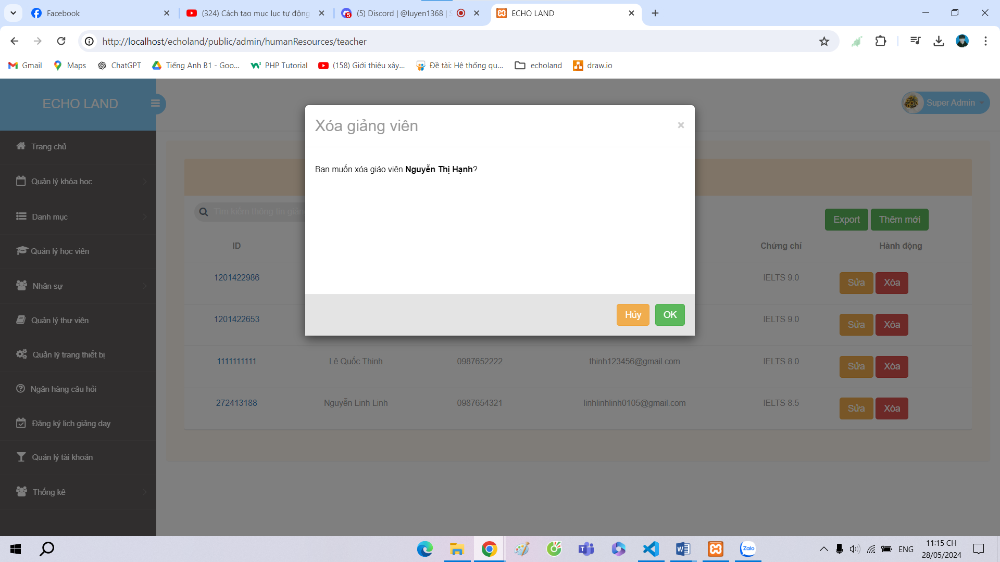 Facebook
(324) Cách tạo mục lục tự động
(5) Discord | @luyen1368 | S
ECHO LAND
http://localhost/echoland/public/admin/humanResources/teacher
Gmail
Maps
ChatGPT
Tiếng Anh B1 - Goo...
PHP Tutorial
(158) Giới thiệu xây...
Đề tài: Hệ thống qu...
echoland
draw.io
ECHO LAND
Super Admin
Trang chủ
Quản lý khóa học
Danh mục
Quản lý học viên
Nhân sự
Quản lý thư viện
Quản lý trang thiết bị
Ngân hàng câu hỏi
Đăng ký lịch giảng dạy
Quản lý tài khoản
Thống kê
Xóa giảng viên
×
Bạn muốn xóa giáo viên Nguyễn Thị Hạnh?
Hủy
OK
Tìm kiếm thông tin giản
Export
Thêm mới
ID
Chứng chỉ
Hành động
1201422986
IELTS 9.0
Sửa
Xóa
1201422653
IELTS 9.0
Sửa
Xóa
1111111111
Lê Quốc Thịnh
0987652222
thinh123456@gmail.com
IELTS 8.0
Sửa
Xóa
272413188
Nguyễn Linh Linh
0987654321
linhlinhlinh0105@gmail.com
IELTS 8.5
Sửa
Xóa
Zalo
ENG
11:15 CH
28/05/2024